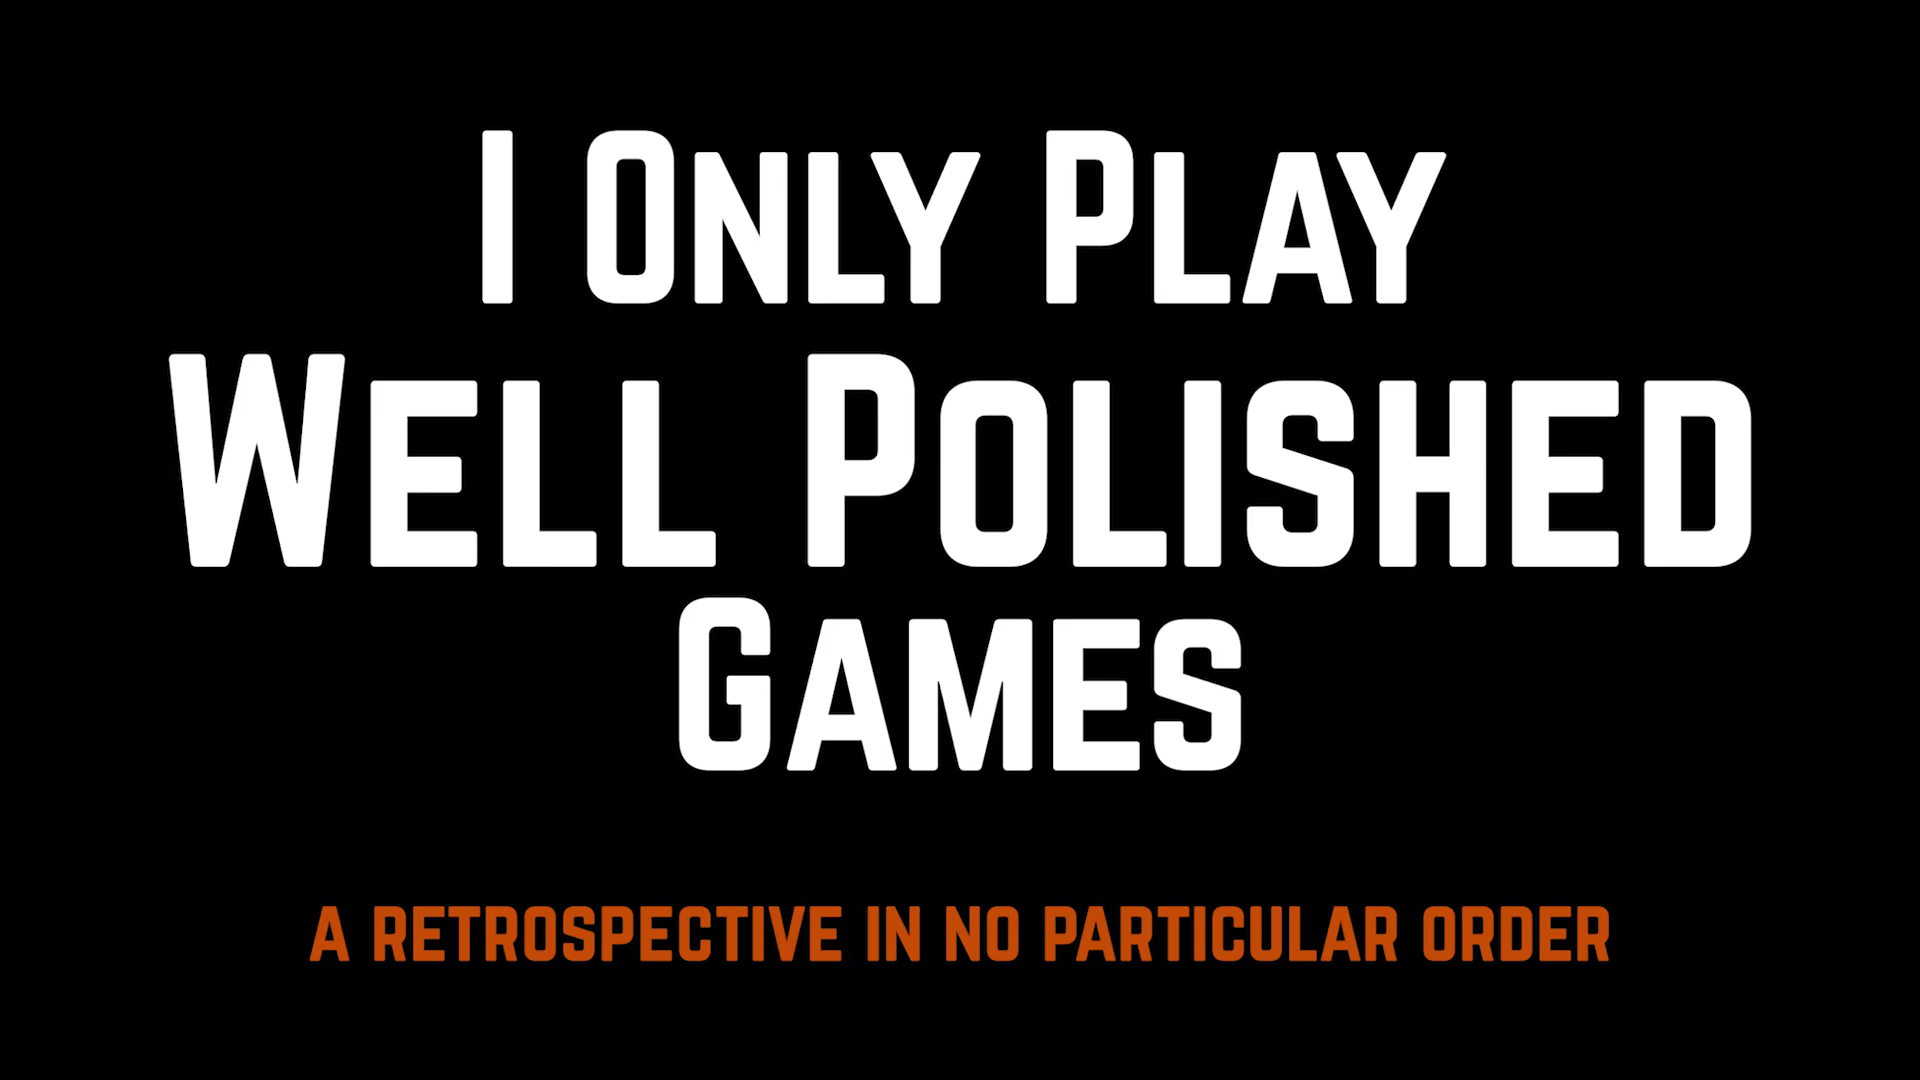 I Only Play
Well Polished
Games
A RETROSPECTIVE IN NO PARTICULAR ORDER